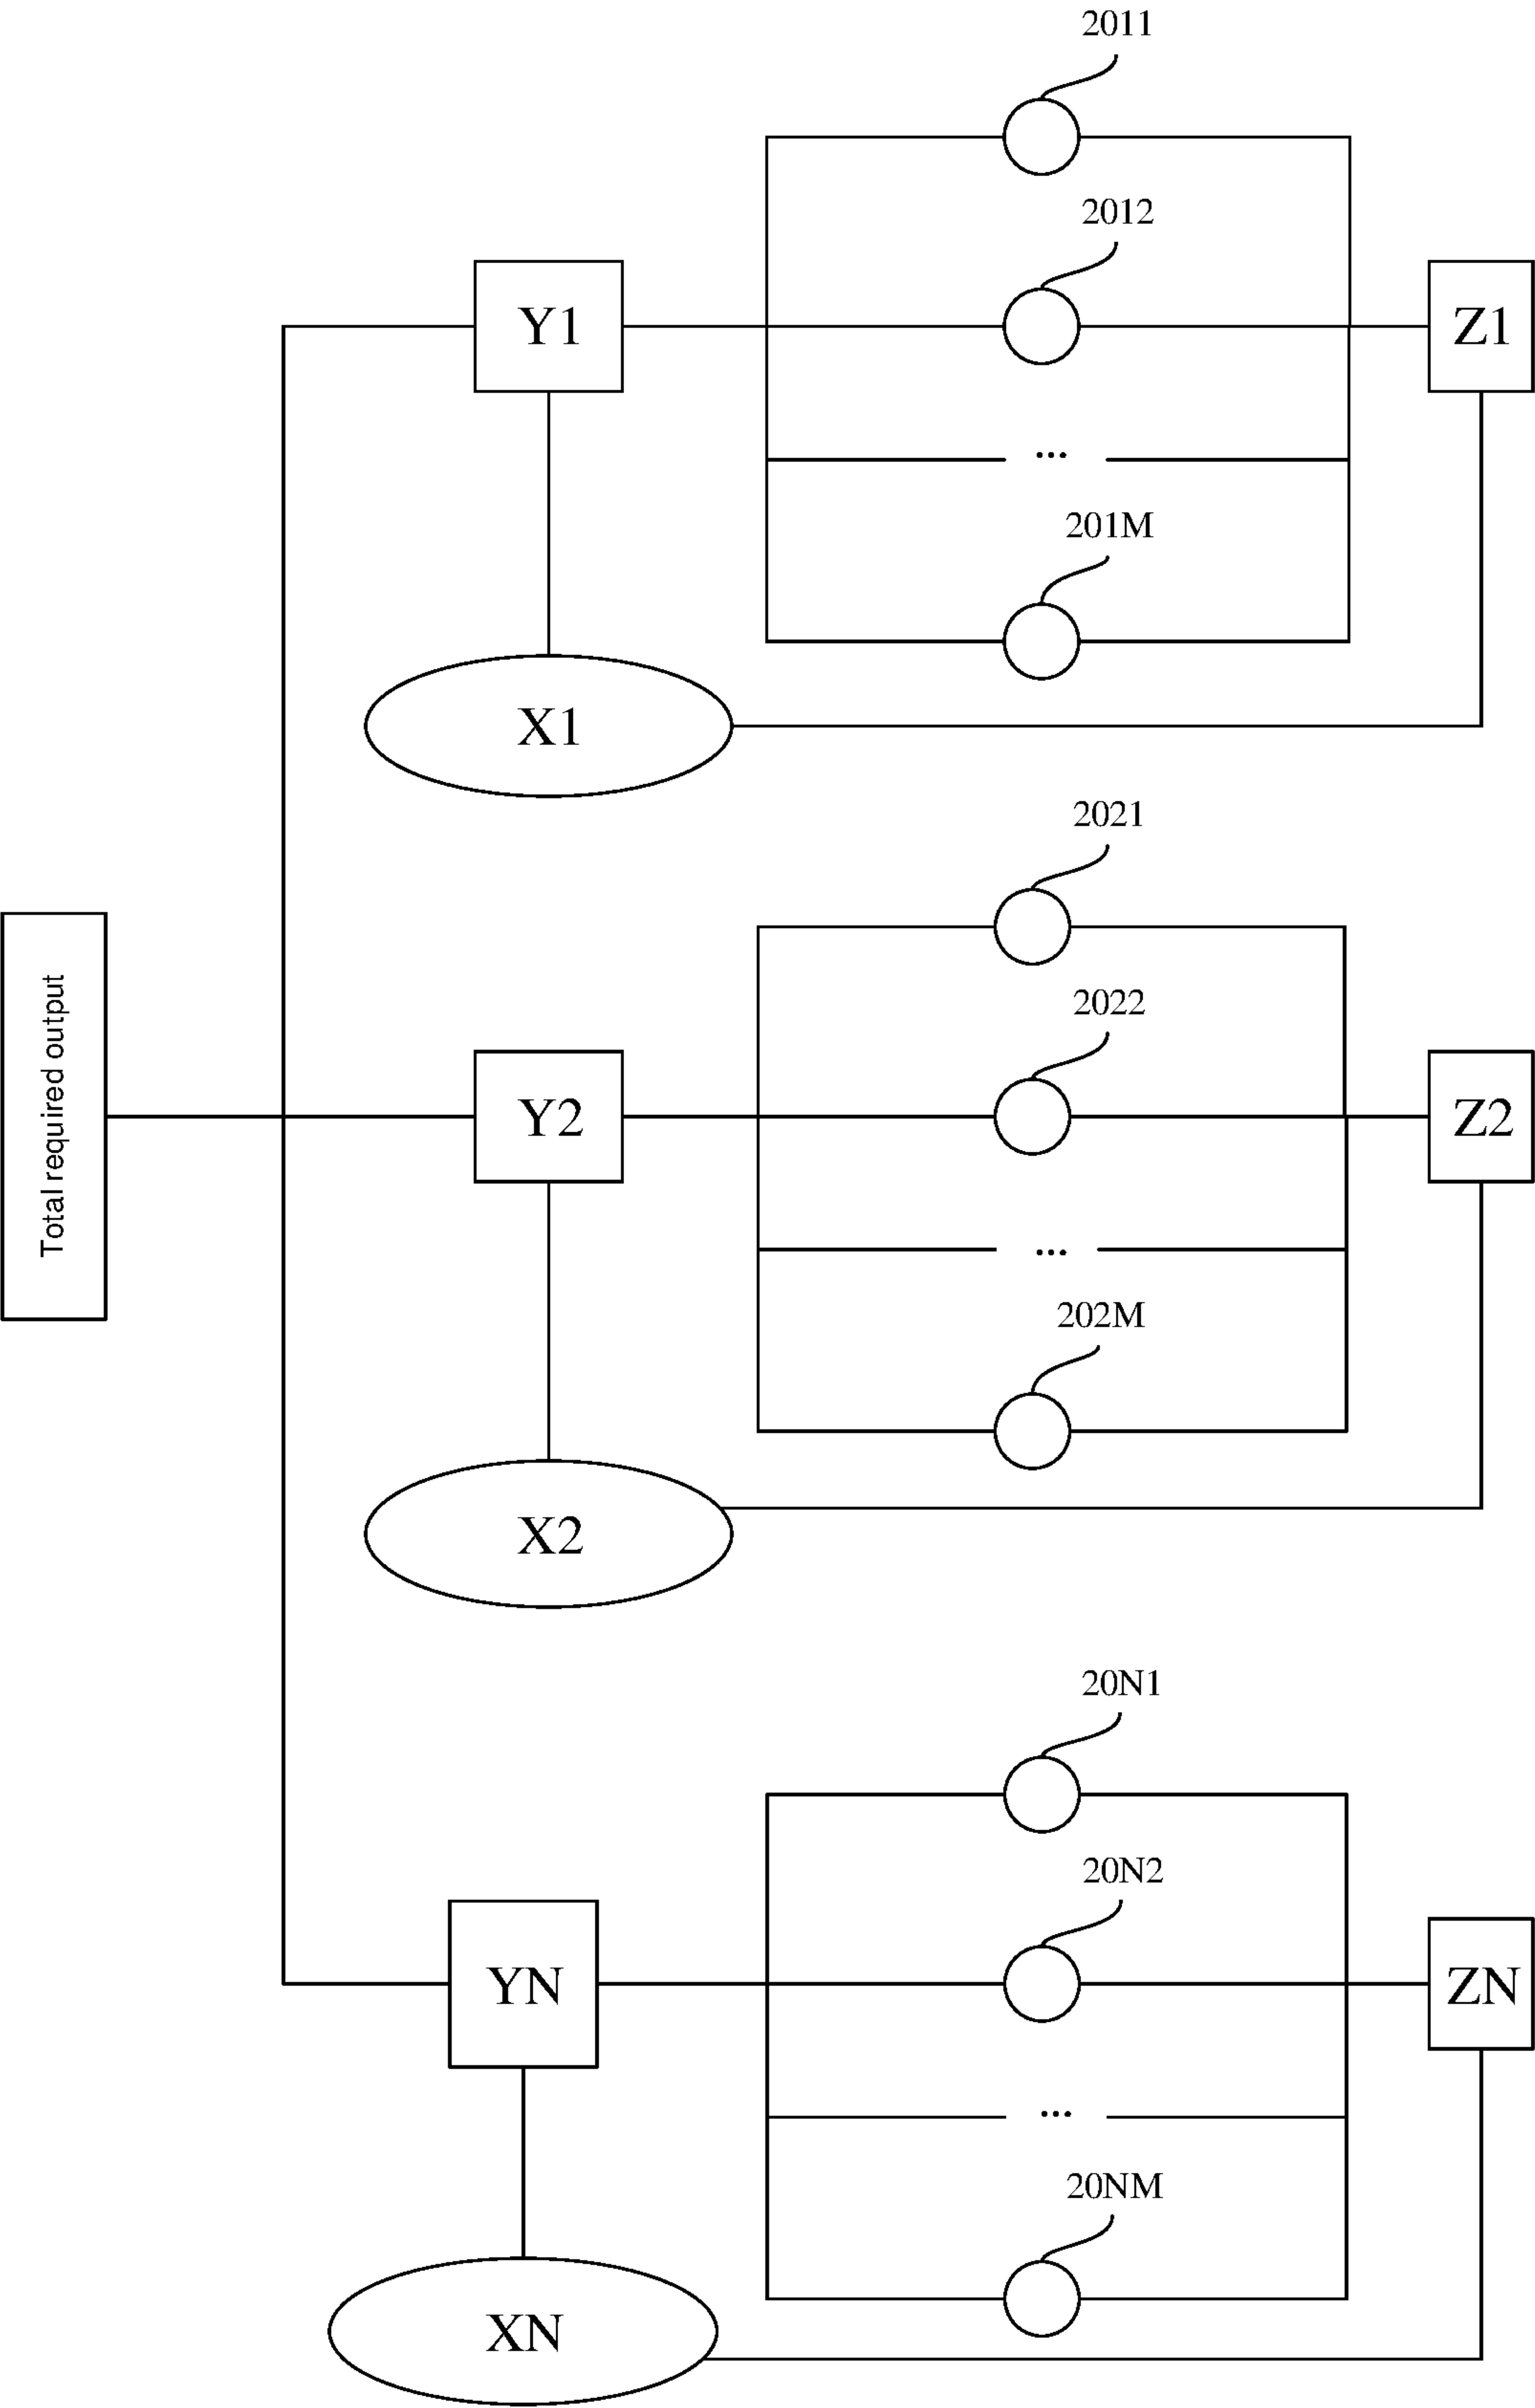 2011
2012
Y1
Z1
...
201M
X1
2021
Total required output
2022
Y2
Z2
...
202M
X2
20N1
20N2
YN
ZN
...
20NM
XN